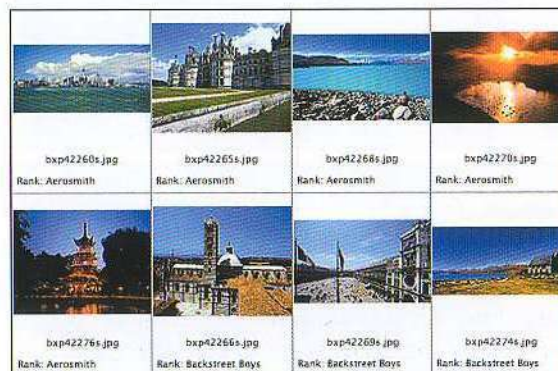 bxp42260s.jpg
Rank: Aerosmith
bxp42265s.jpg
Rank: Aerosmith
bxp42268s.jpg
Rank: Aerosmith
bxp42270s.jpg
Rank: Aerosmith
bxp42276s.jpg
Rank: Aerosmith
bxp42266s.jpg
Rank: Backstreet Boys
bxp42269s.jpg
Rank: Backstreet Boys
bxp42274s.jpg
Rank: Backstreet Boys